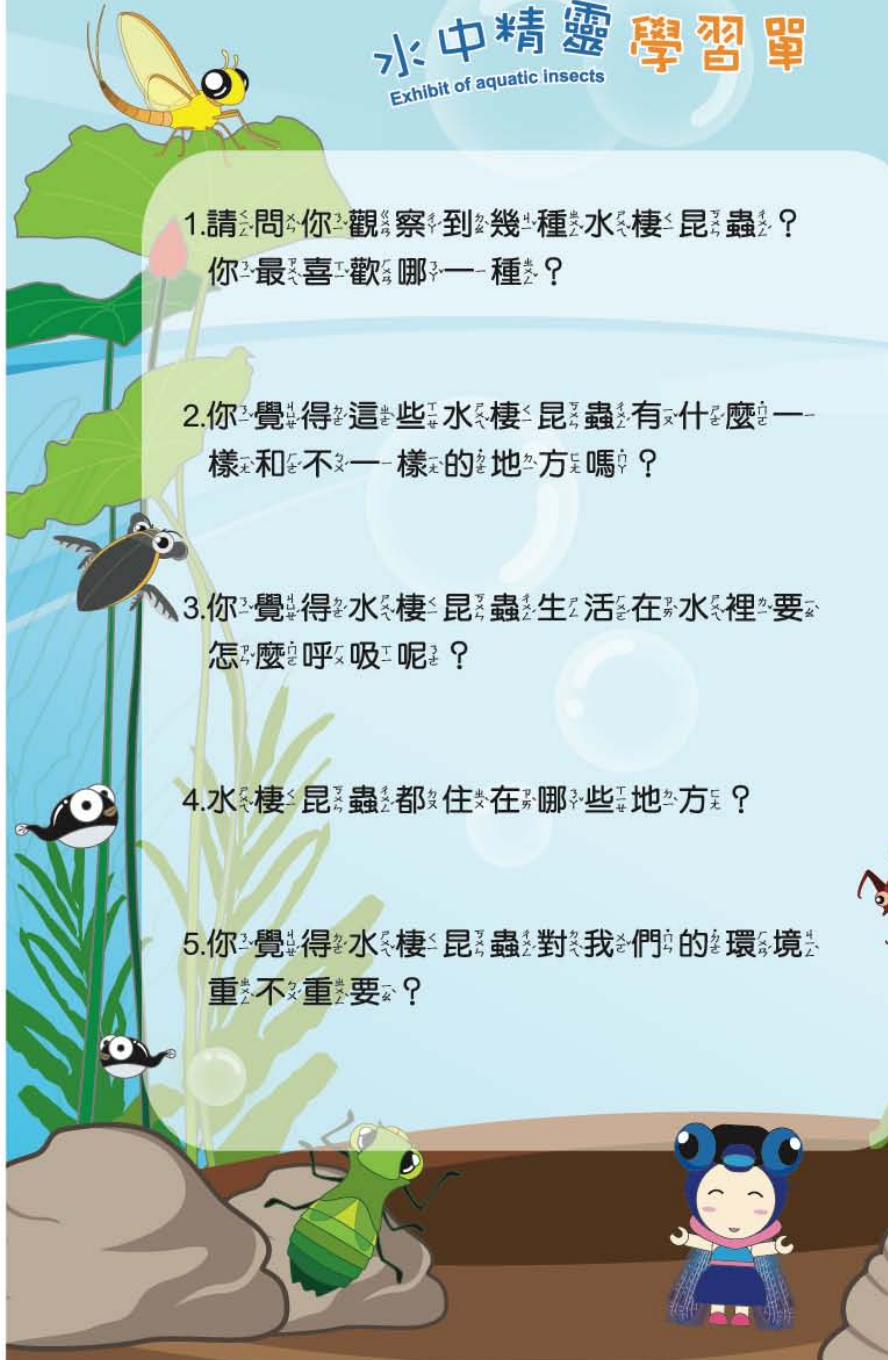 水中精靈學習單
Exhibit of aquatic insects
1.請問你觀察到幾種水棲昆蟲？
你最喜歡哪一種？
2.你覺得這些水棲昆蟲有什麼一
樣和不一樣的地方嗎？
3.你覺得水棲昆蟲生活在水裡要
怎麼呼吸呢？
4.水棲昆蟲都住在哪些地方？
5.你覺得水棲昆蟲對我們的環境
重不重要？